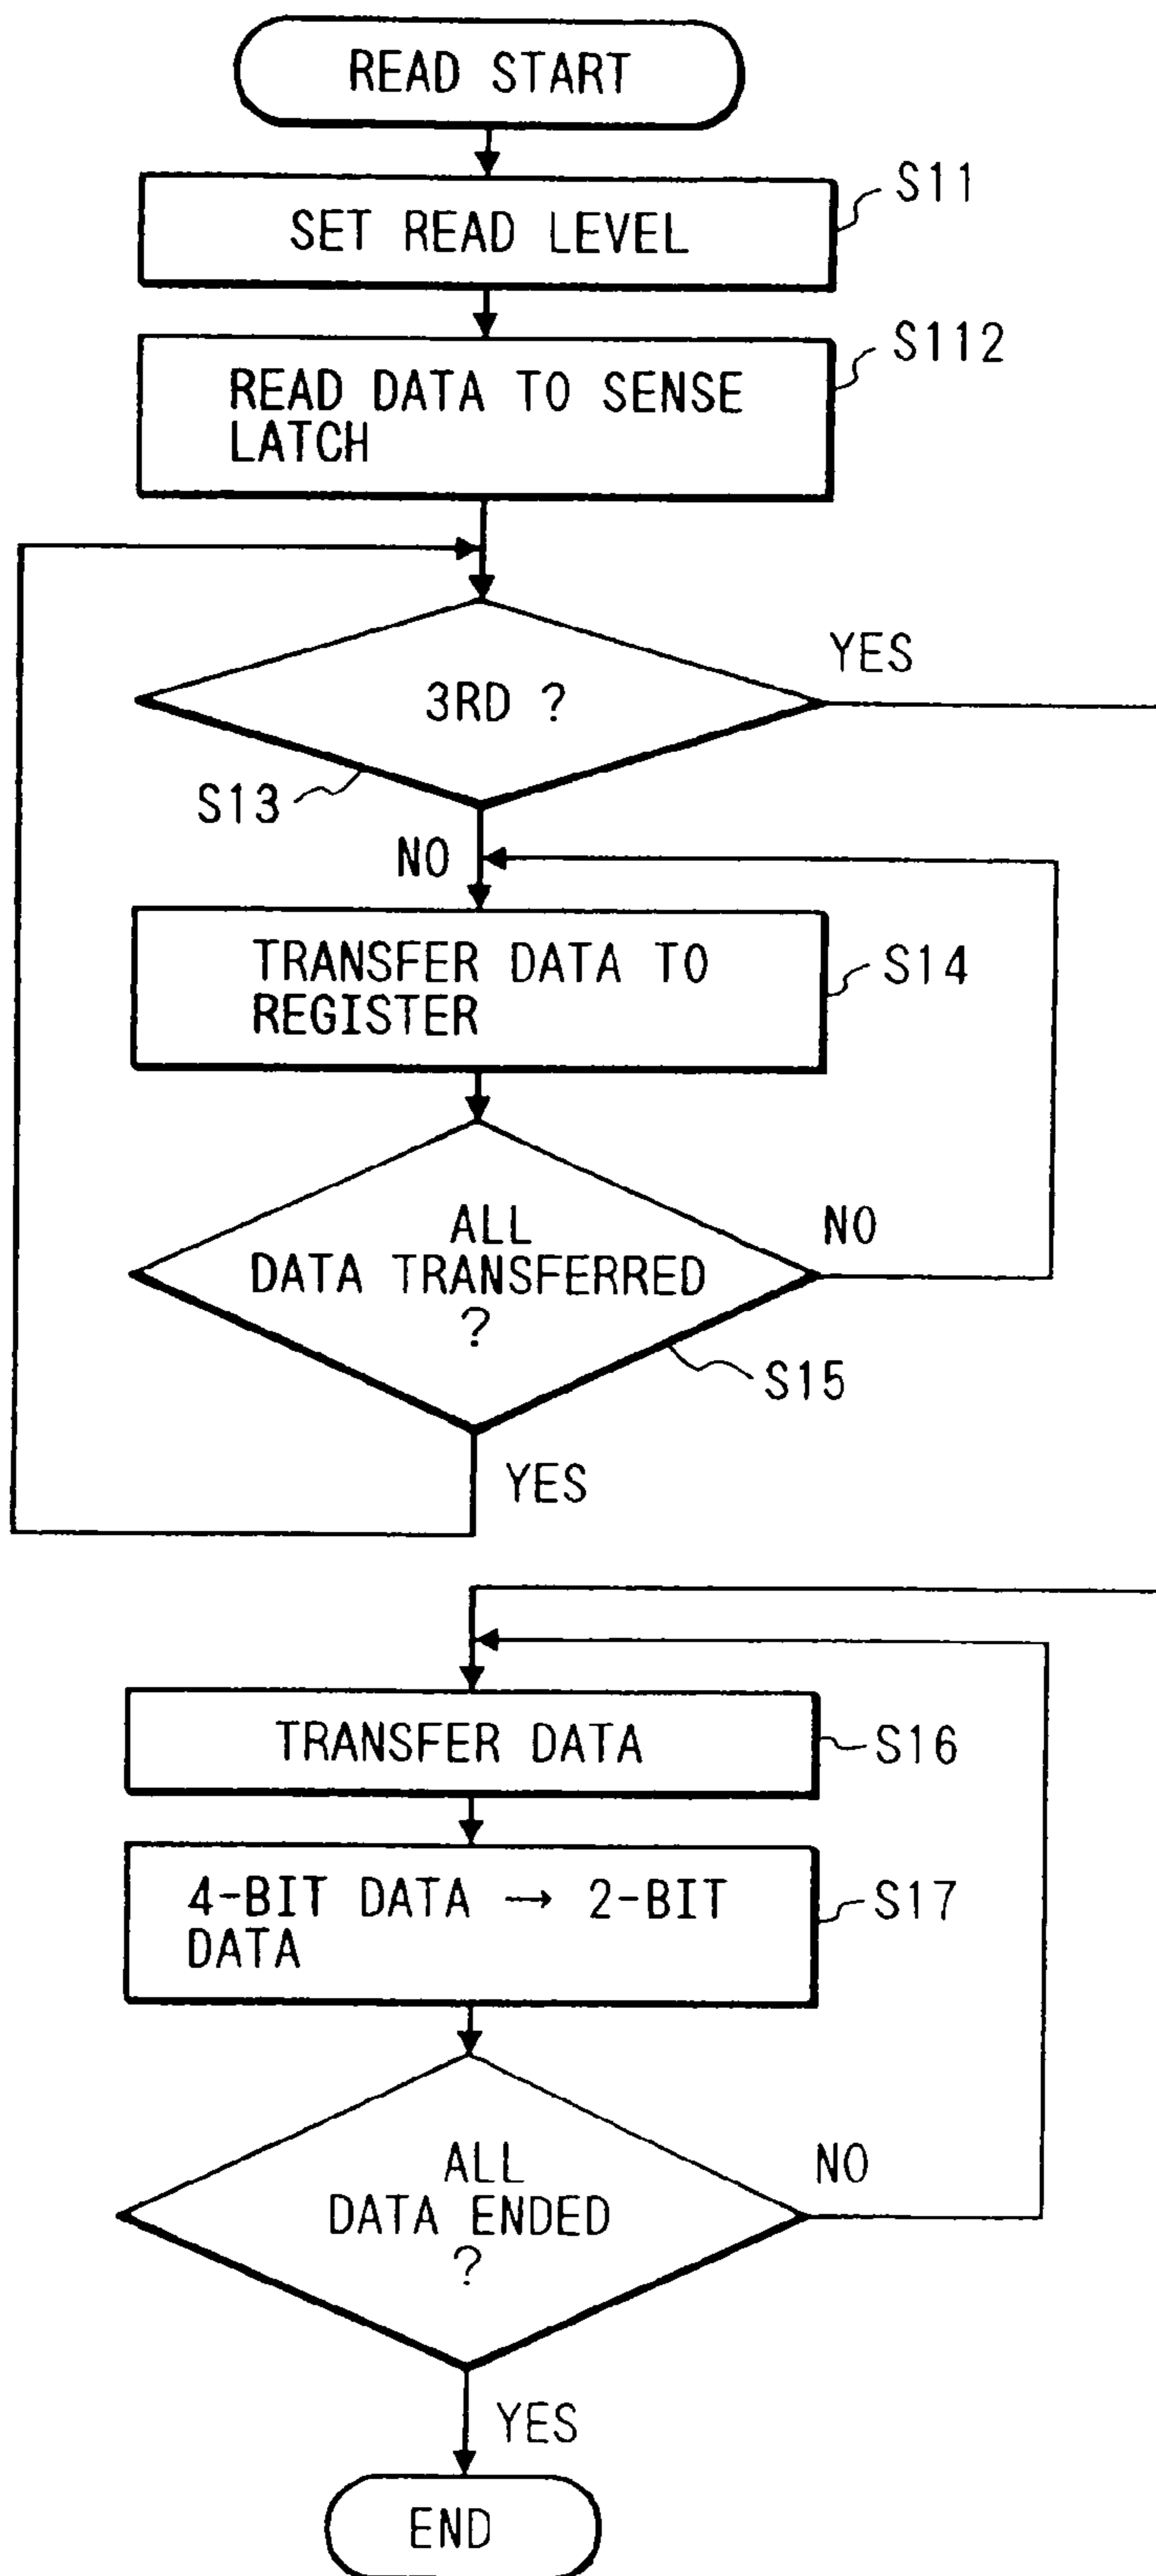 READ START
S11
SET READ LEVEL
S112
READ DATA TO SENSE
LATCH
YES
3RD ?
S13
NO
TRANSFER DATA TO
REGISTER
S14
ALL
DATA TRANSFERRED
?
NO
S15
YES
TRANSFER DATA
S16
4-BIT DATA → 2-BIT
DATA
S17
ALL
DATA ENDED
?
NO
YES
END